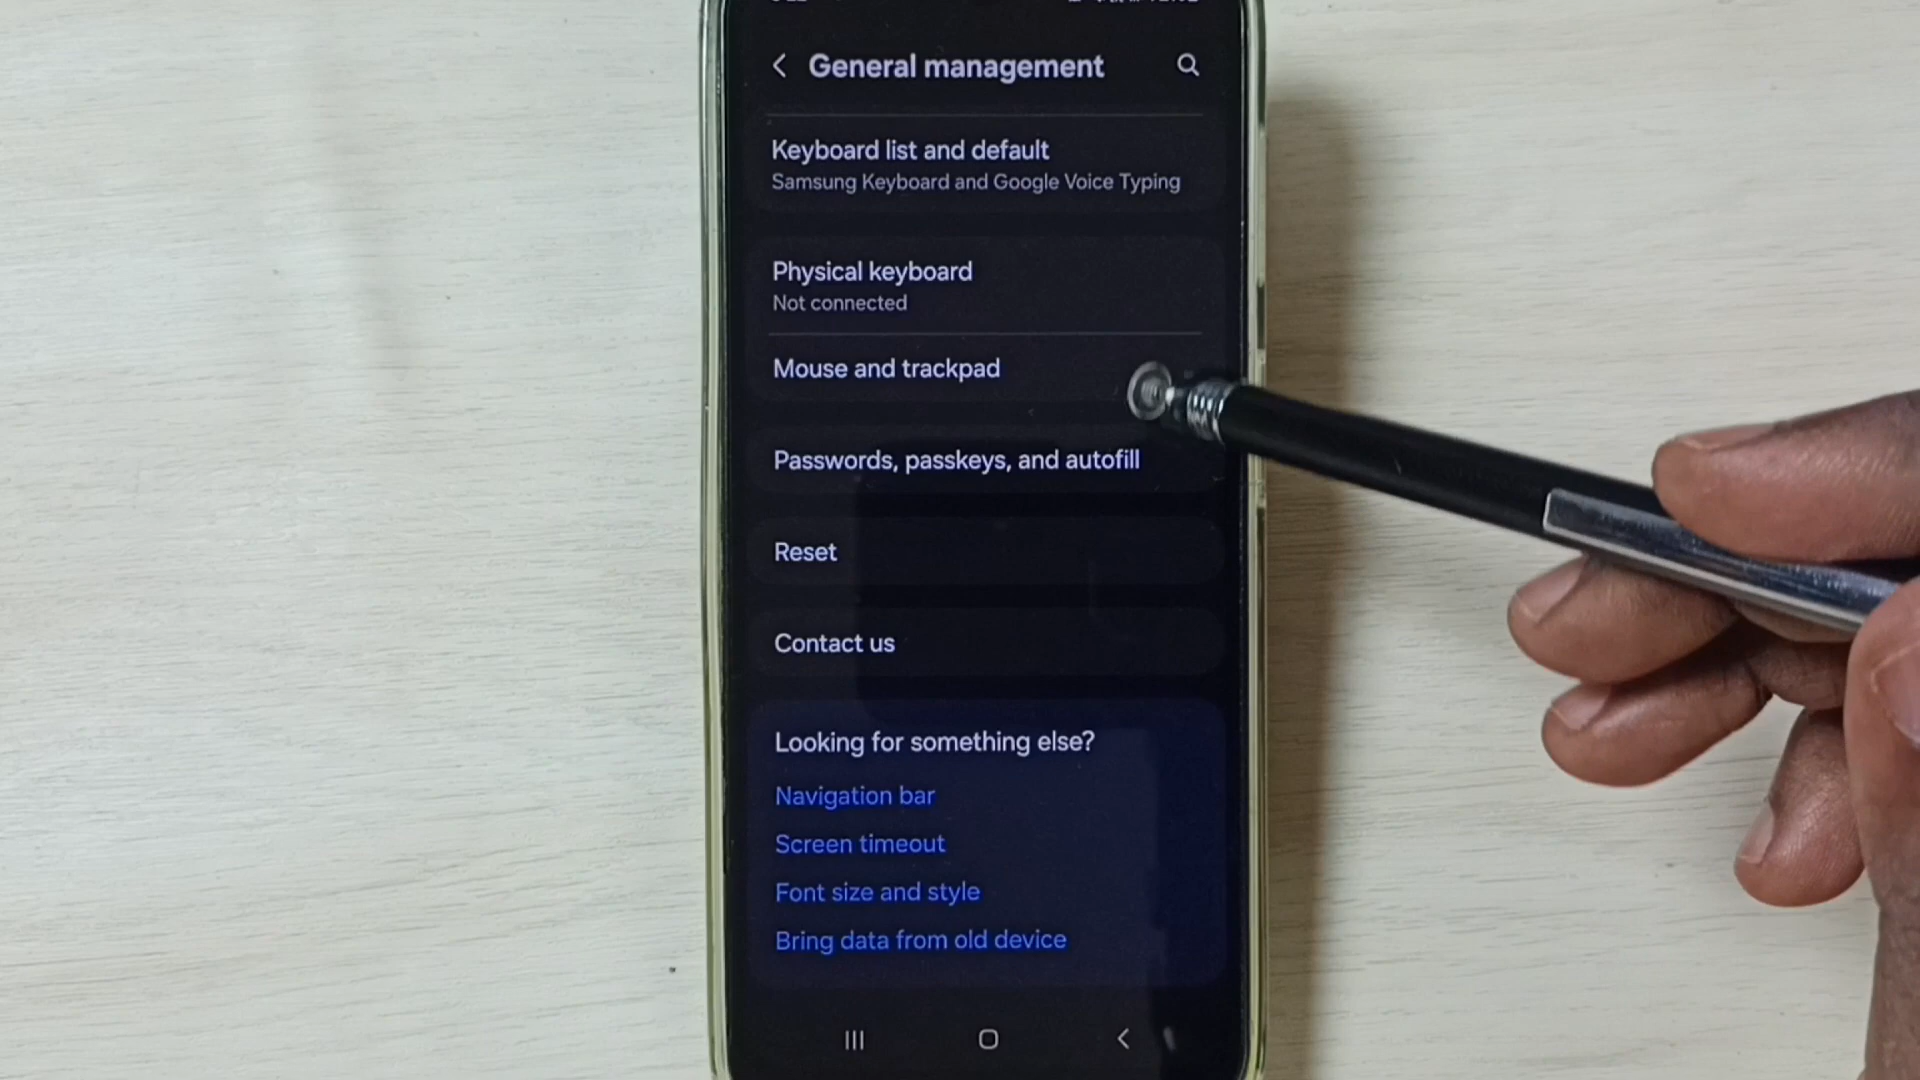 General management
Keyboard list and default
Samsung Keyboard and Google Voice Typing
Physical keyboard
Not connected
Mouse and trackpad
Passwords, passkeys, and autofill
Reset
Contact us
Looking for something else?
Navigation bar
Screen timeout
Font size and style
Bring data from old device